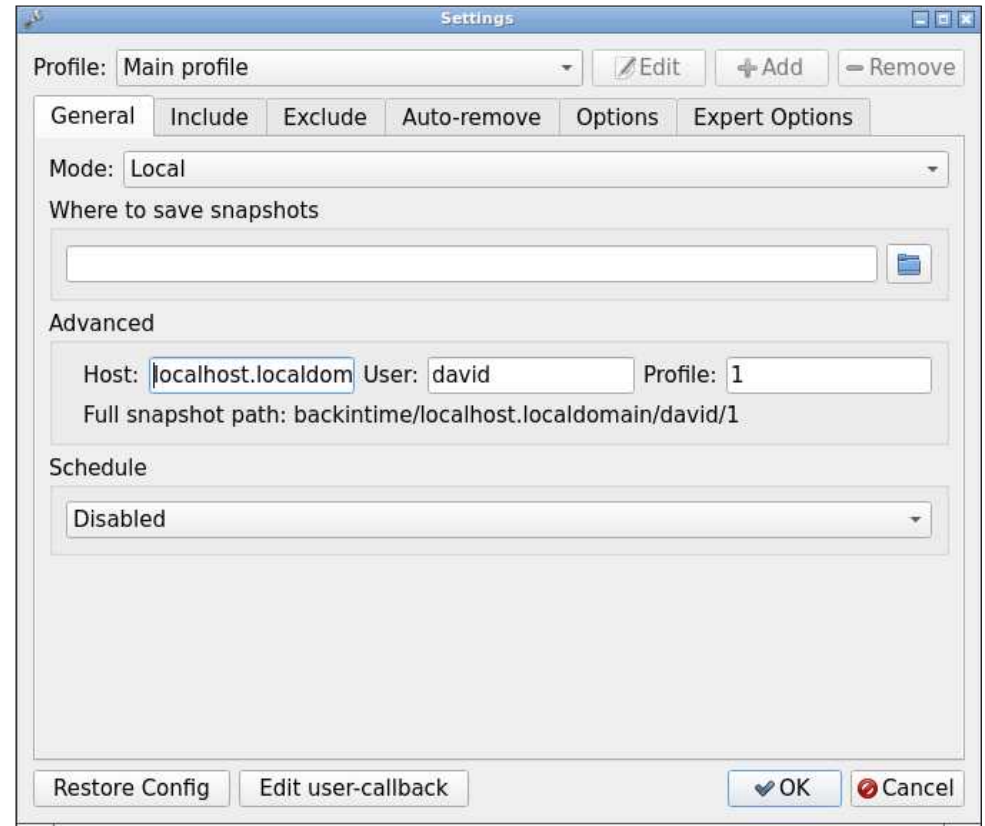 Settings
Profile: Main profile Edit Add Remove
General Include Exclude Auto-remove Options Expert Options
Mode: Local
Where to save snapshots
Advanced
Host: localhost.localdom User: david Profile: 1
Full snapshot path: backintime/localhost.localdomain/david/1
Schedule
Disabled
Restore Config Edit user-callback OK Cancel